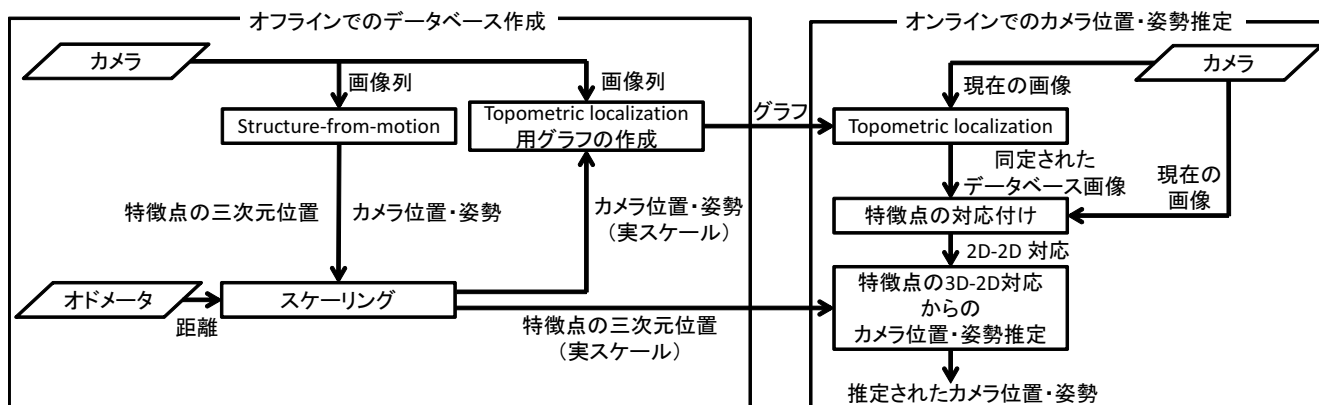 オフラインでのデータベース作成
カメラ
画像列
画像列
Structure-from-motion
Topometric localization
用グラフの作成
特徴点の三次元位置
カメラ位置・姿勢
カメラ位置・姿勢
(実スケール)
オドメータ
距離
スケーリング
特徴点の三次元位置
(実スケール)
グラフ
オンラインでのカメラ位置・姿勢推定
カメラ
現在の画像
Topometric localization
同定された
データベース画像
現在の
画像
特徴点の対応付け
2D-2D 対応
特徴点の3D-2D対応
からの
カメラ位置・姿勢推定
推定されたカメラ位置・姿勢